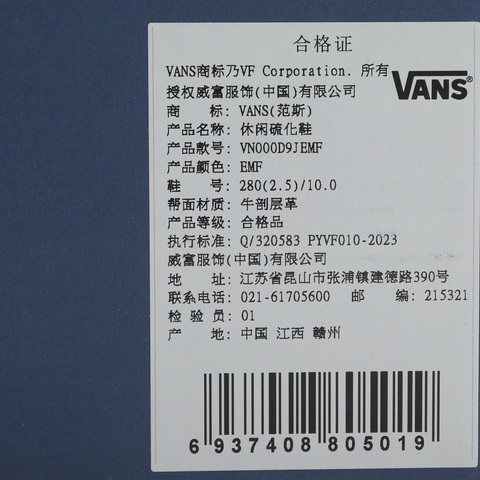 合格证
VANS商标乃VF Corporation. 所有
授权威富服饰(中国)有限公司
VANS
商　　标: VANS(范斯)
产品名称: 休闲硫化鞋
产品款号: VN000D9JEMF
产品颜色: EMF
鞋　　号: 280(2.5)/10.0
帮面材质: 牛剖层革
产品等级: 合格品
执行标准: Q/320583 PYVF010-2023
威富服饰(中国)有限公司
地　　址: 江苏省昆山市张浦镇建德路390号
联系电话: 021-61705600　邮　　编: 215321
检 验 员: 01
产　　地: 中国 江西 赣州
6 937408 805019